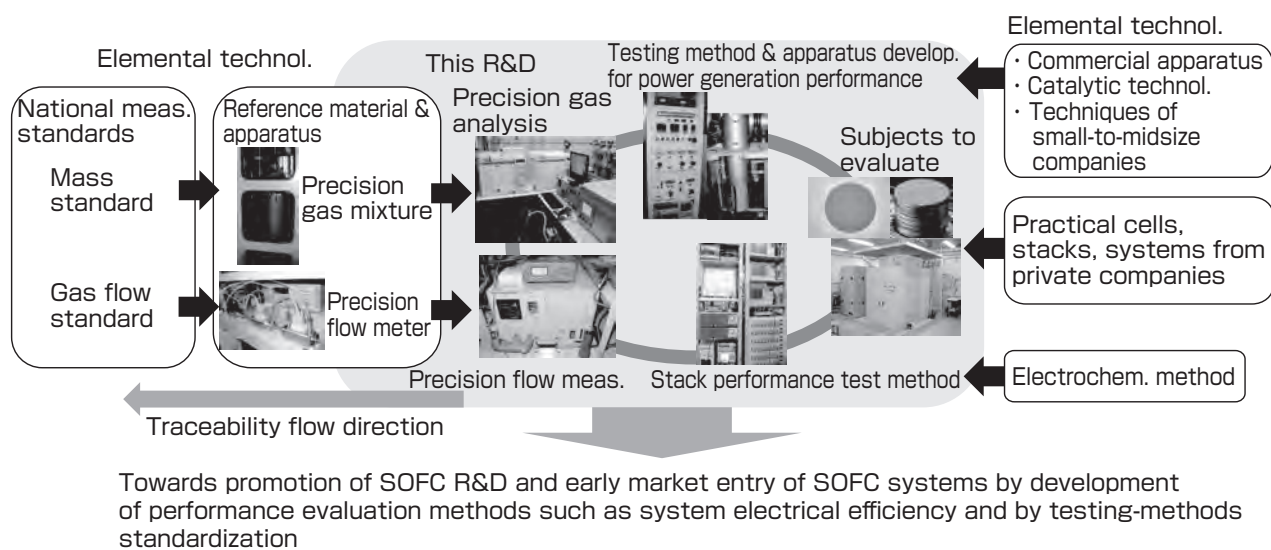 Elemental technol.
National meas.
standards
Mass
standard
Gas flow
standard
Reference material &
apparatus
Precision
gas mixture
Precision
flow meter
This R&D
Precision gas
analysis
Testing method & apparatus develop.
for power generation performance
Subjects to
evaluate
Precision flow meas.
Stack performance test method
Elemental technol.
・Commercial apparatus
・Catalytic technol.
・Techniques of
small-to-midsize
companies
Practical cells,
stacks, systems from
private companies
Electrochem. method
Traceability flow direction
Towards promotion of SOFC R&D and early market entry of SOFC systems by development
of performance evaluation methods such as system electrical efficiency and by testing-methods
standardization